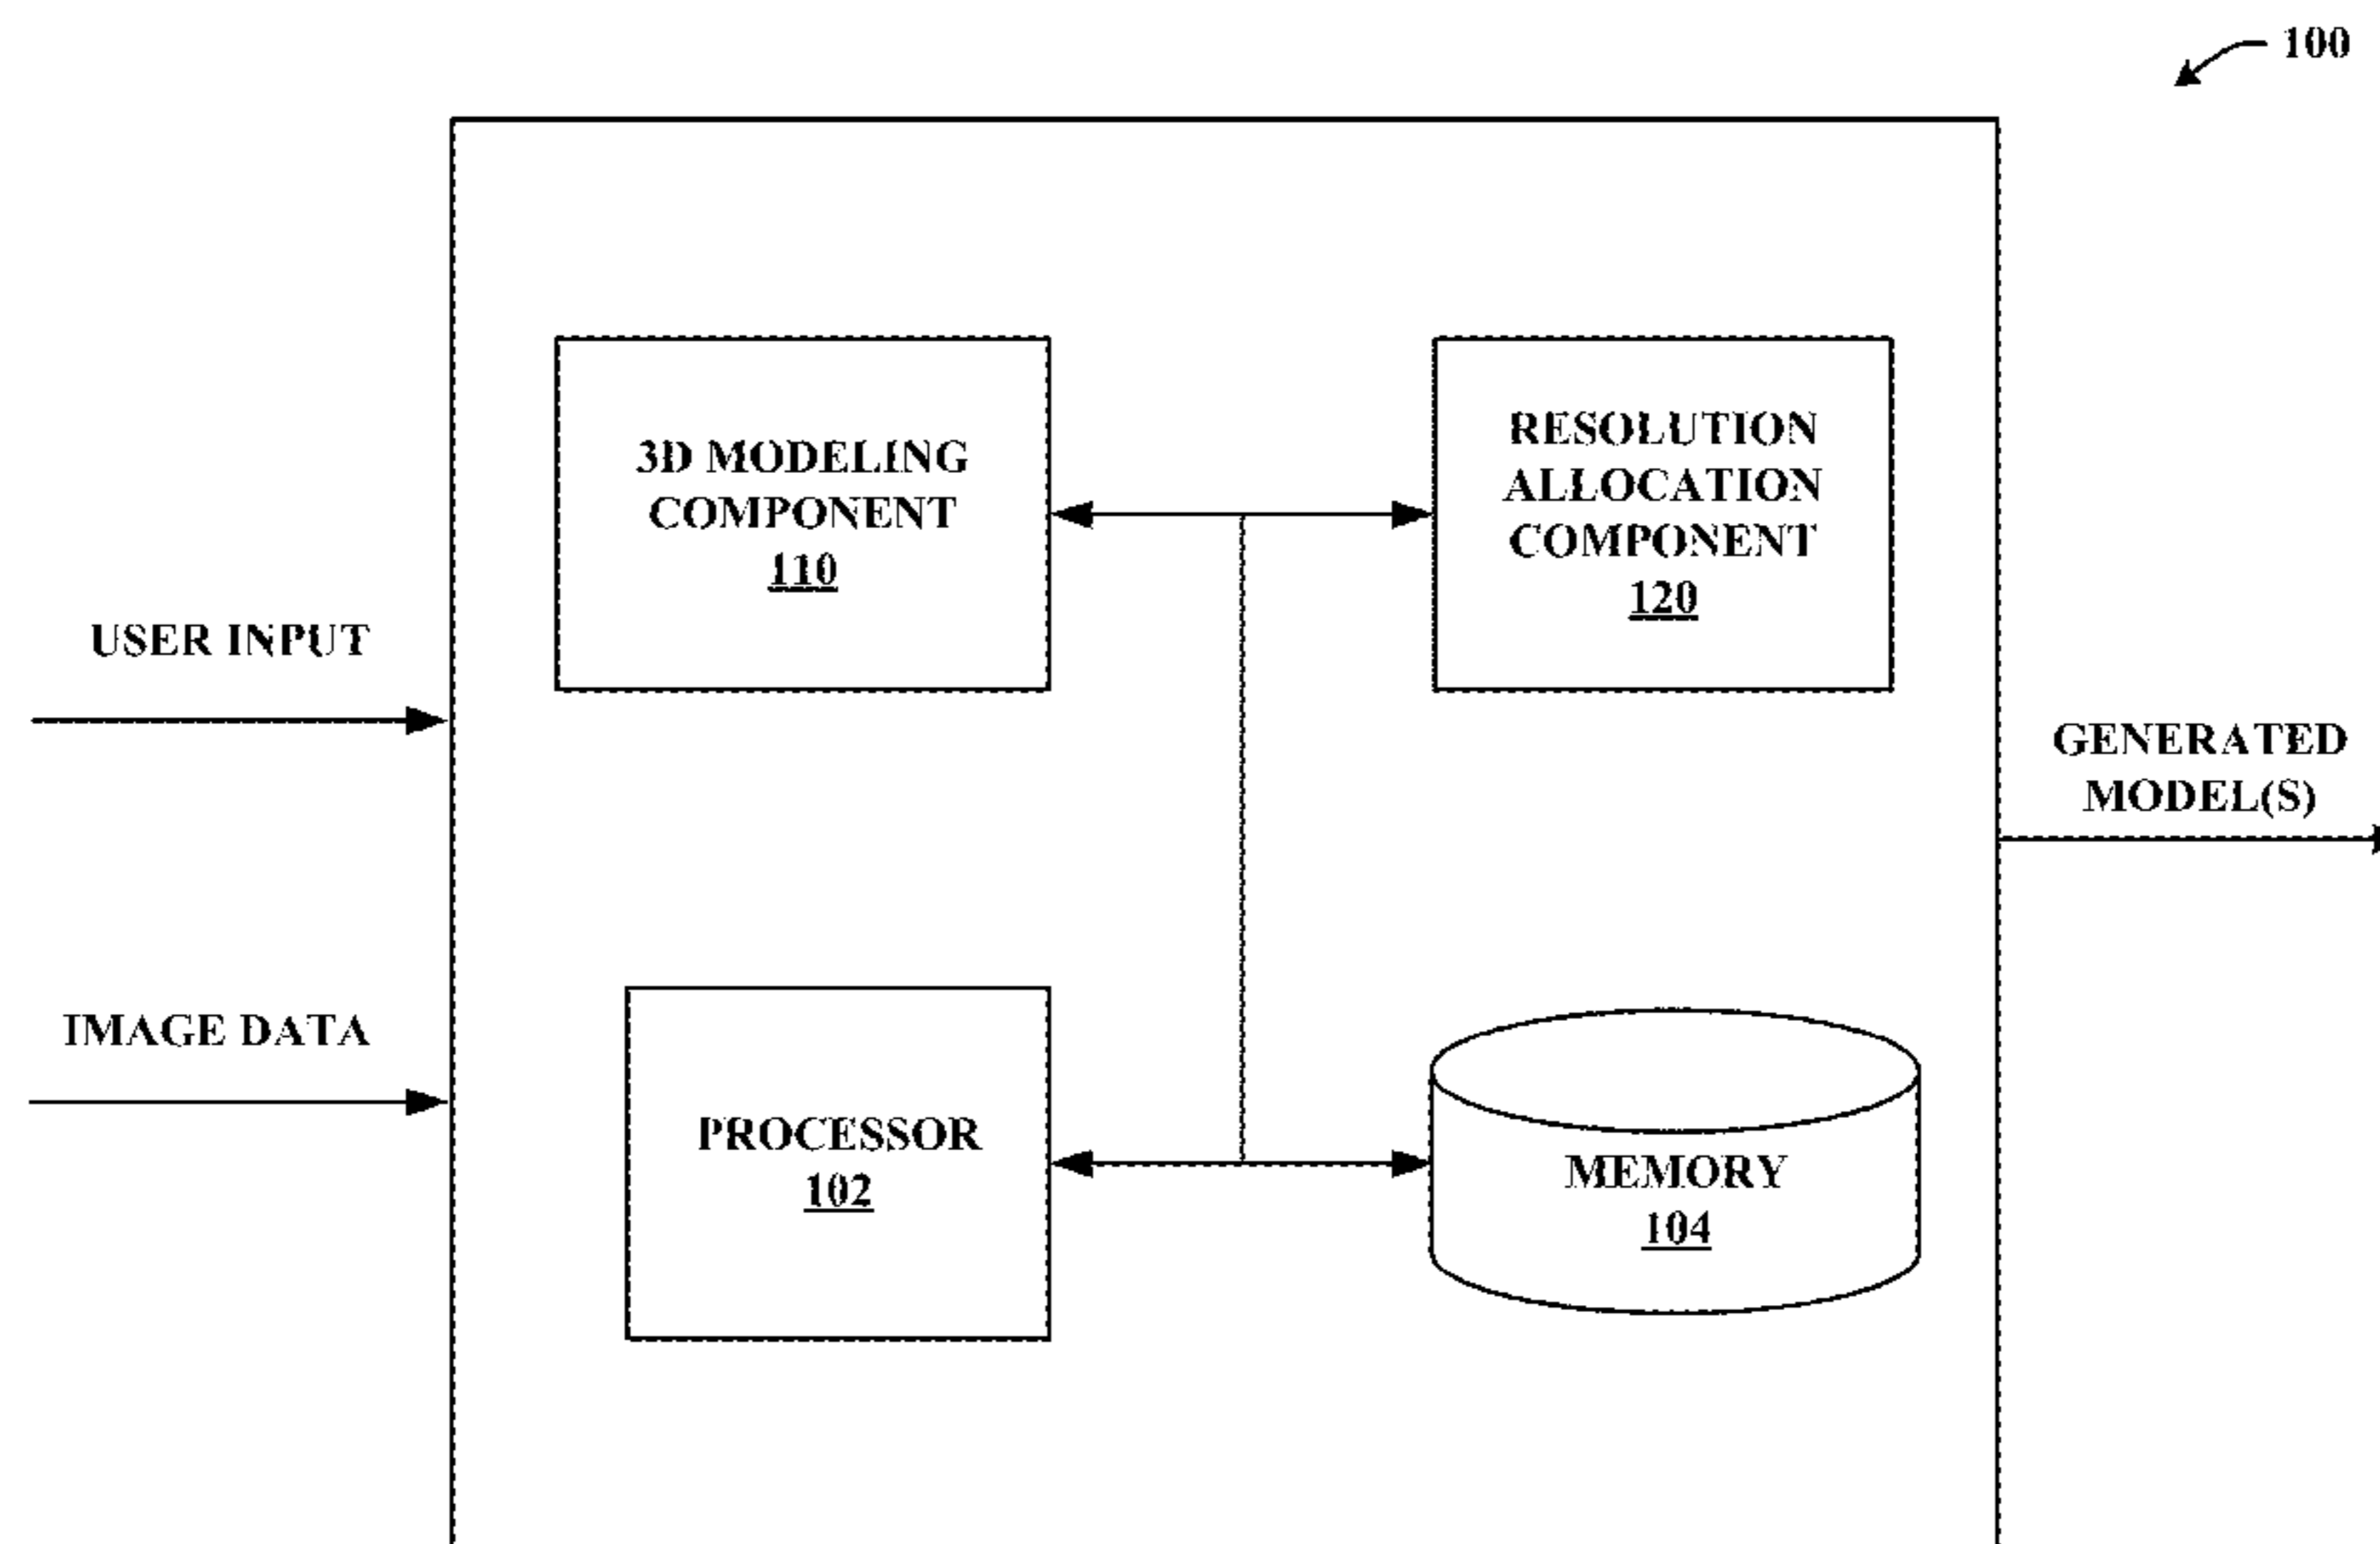 100
3D MODELING
COMPONENT
110
RESOLUTION
ALLOCATION
COMPONENT
120
USER INPUT
GENERATED
MODEL(S)
IMAGE DATA
PROCESSOR
102
MEMORY
104